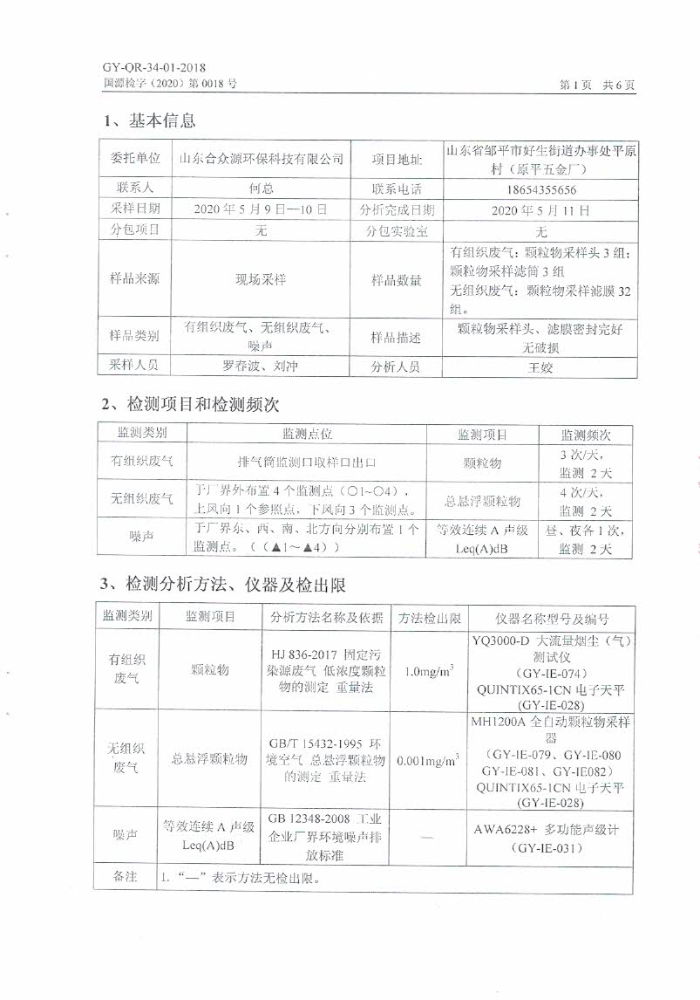 GY-QR-34-01-2018
国源检字（2020）第 0018 号
第 1 页 共 6 页
1、基本信息
委托单位 山东合众源环保科技有限公司 项目地址 山东省邹平市好生街道办事处平原
村（原平五金厂）
联系人 何总 联系电话 18654355656
采样日期 2020 年 5 月 9 日—10 日 分析完成日期 2020 年 5 月 11 日
分包项目 无 分包实验室 无
样品来源 现场采样 样品数量 有组织废气：颗粒物采样头 3 组；
颗粒物采样滤筒 3 组
无组织废气：颗粒物采样滤膜 32
组。
样品类别 有组织废气、无组织废气、
噪声
样品描述 颗粒物采样头、滤膜密封完好
无破损
采样人员 罗春波、刘冲 分析人员 王姣
2、检测项目和检测频次
监测类别 监测点位 监测项目 监测频次
有组织废气 排气筒监测口取样口出口 颗粒物 3 次/天，
监测 2 天
无组织废气 于厂界外布置 4 个监测点（○1~○4），
上风向 1 个参照点，下风向 3 个监测点。
总悬浮颗粒物 4 次/天，
监测 2 天
噪声 于厂界东、西、南、北方向分别布置 1 个
监测点。（（▲1～▲4））
等效连续 A 声级
Leq(A)dB
昼、夜各 1 次，
监测 2 天
3、检测分析方法、仪器及检出限
监测类别 监测项目 分析方法名称及依据 方法检出限 仪器名称型号及编号
有组织
废气
颗粒物
HJ 836-2017 固定污
染源废气 低浓度颗粒
物的测定 重量法
1.0mg/m³
YQ3000-D 大流量烟尘（气）
测试仪
（GY-IE-074）
QUINTIX65-1CN 电子天平
(GY-IE-028)
无组织
废气
总悬浮颗粒物
GB/T 15432-1995 环
境空气 总悬浮颗粒物
的测定 重量法
0.001mg/m³
MH1200A 全自动颗粒物采样
器
（GY-IE-079、GY-IE-080
GY-IE-081、GY-IE082）
QUINTIX65-1CN 电子天平
(GY-IE-028)
噪声
等效连续 A 声级
Leq(A)dB
GB 12348-2008 工业
企业厂界环境噪声排
放标准
—
AWA6228+ 多功能声级计
（GY-IE-031）
备注 1. “—”表示方法无检出限。